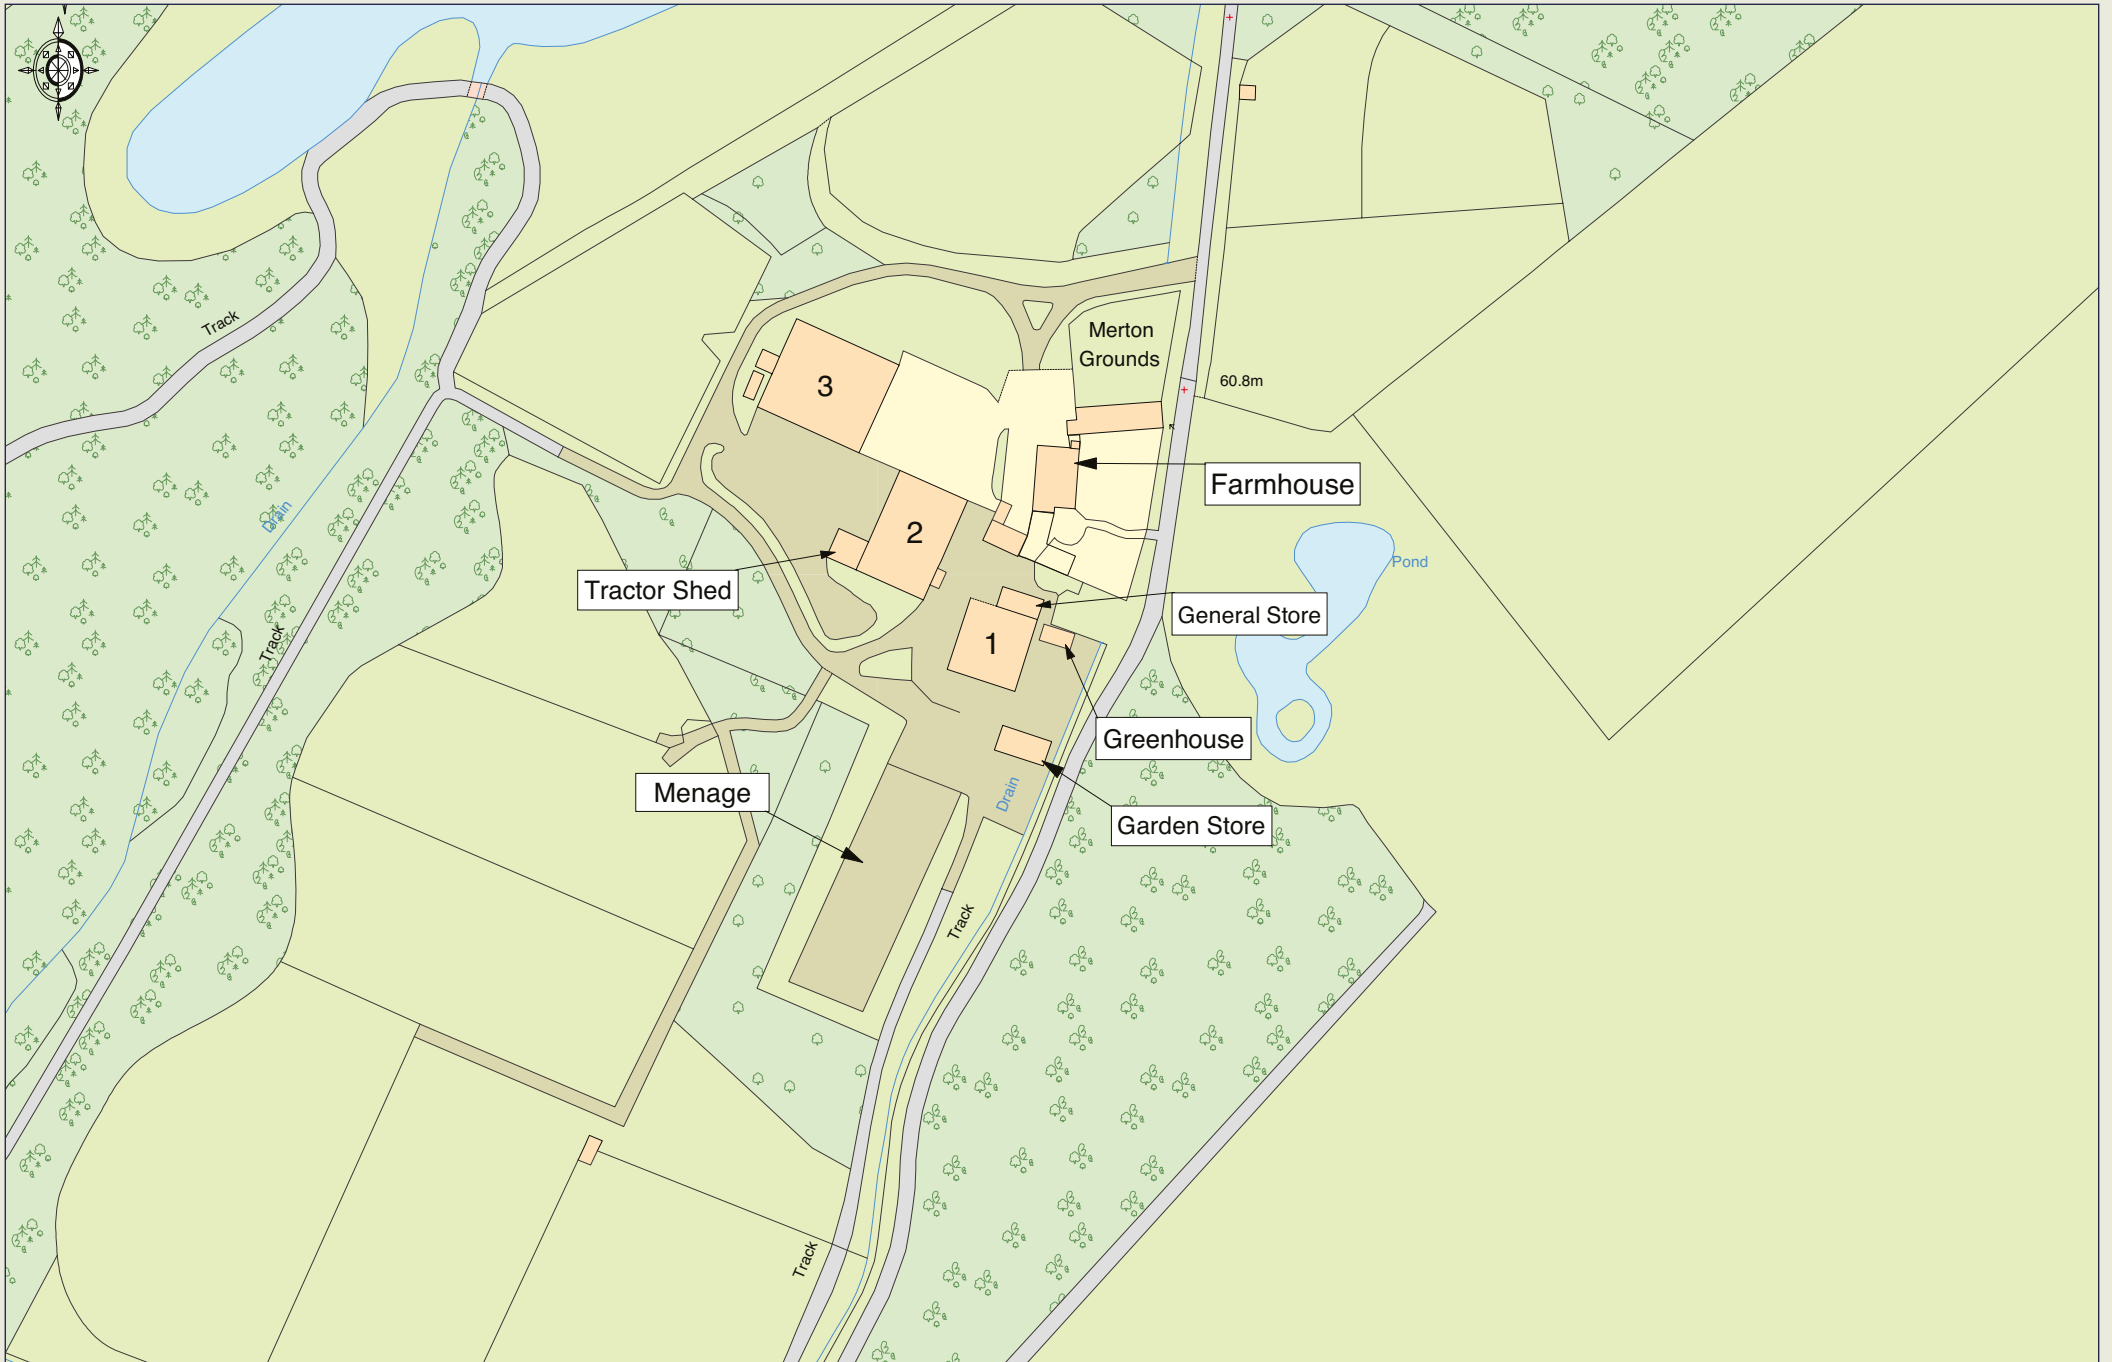 Track
Merton
Grounds
3
60.8m
Farmhouse
Drain
2
Pond
Tractor Shed
General Store
Track
1
Greenhouse
Menage
Drain
Garden Store
Track
Track